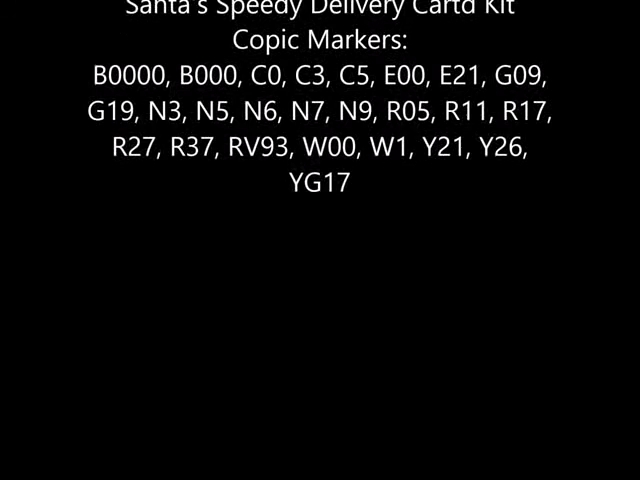 Santa's Speedy Delivery Cartd Kit
Copic Markers:
B0000, B000, C0, C3, C5, E00, E21, G09,
G19, N3, N5, N6, N7, N9, R05, R11, R17,
R27, R37, RV93, W00, W1, Y21, Y26,
YG17